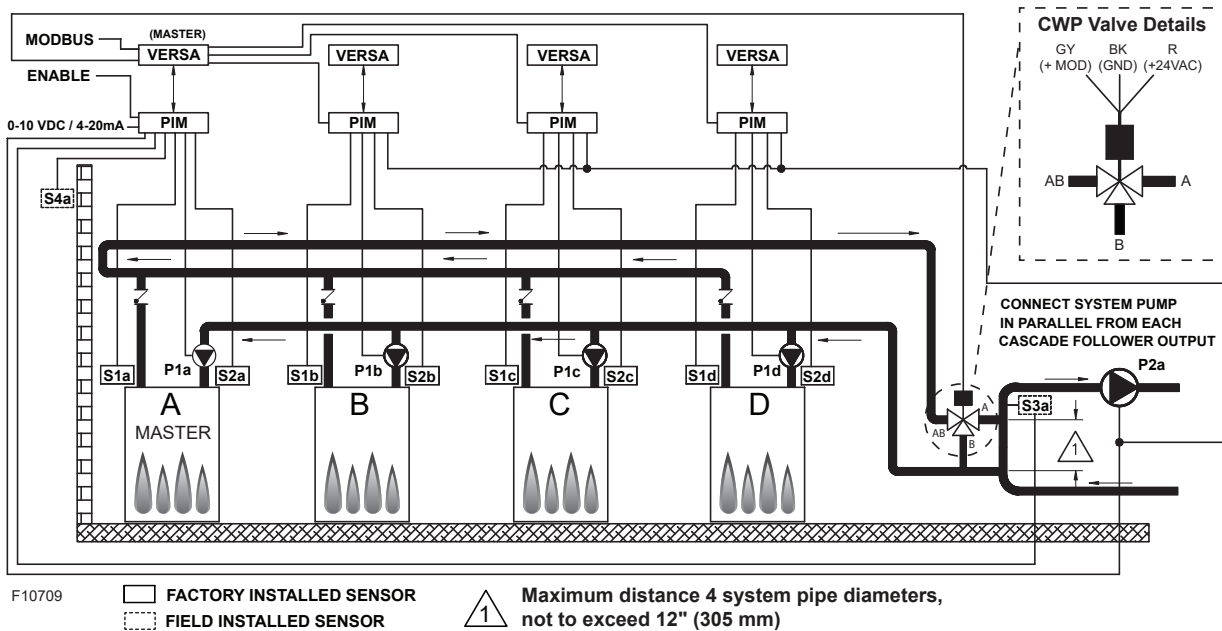 MODBUS
(MASTER)
VERSA
VERSA
VERSA
VERSA
ENABLE
0-10 VDC / 4-20mA
PIM
PIM
PIM
PIM
CWP Valve Details
GY
(+ MOD)
BK
(GND)
R
(+24VAC)
AB
A
B
S4a
CONNECT SYSTEM PUMP
IN PARALLEL FROM EACH
CASCADE FOLLOWER OUTPUT
S1a
P1a
S2a
S1b
P1b
S2b
S1c
P1c
S2c
S1d
P1d
S2d
P2a
S3a
A
MASTER
B
C
D
A
AB
B
1
F10709
FACTORY INSTALLED SENSOR
FIELD INSTALLED SENSOR
1
Maximum distance 4 system pipe diameters,
not to exceed 12" (305 mm)